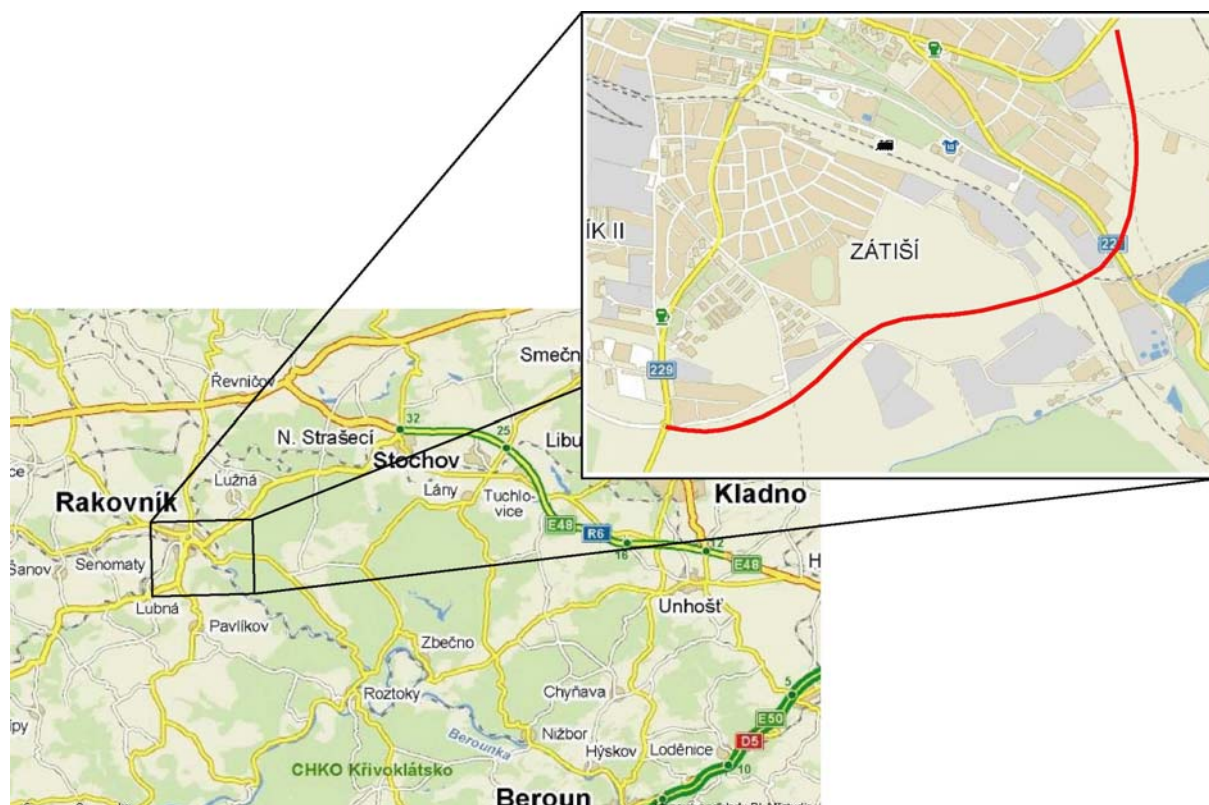 ÍK II
ZÁTIŠÍ
229
Smečn
Řevničov
32
25
N. Strašecí
Libu
Stochov
Lužná
Lány
Kladno
Rakovník
Tuchlo-
vice
E48
R6
16
12
E48
H
Šanov
Senomaty
Unhošť
Lubná
Pavlíkov
Zbečno
Roztoky
Chyňava
5
E50
Berounka
Nižbor
Hýskov
Loděnice
D5
10
CHKO Křivoklátsko
Beroun